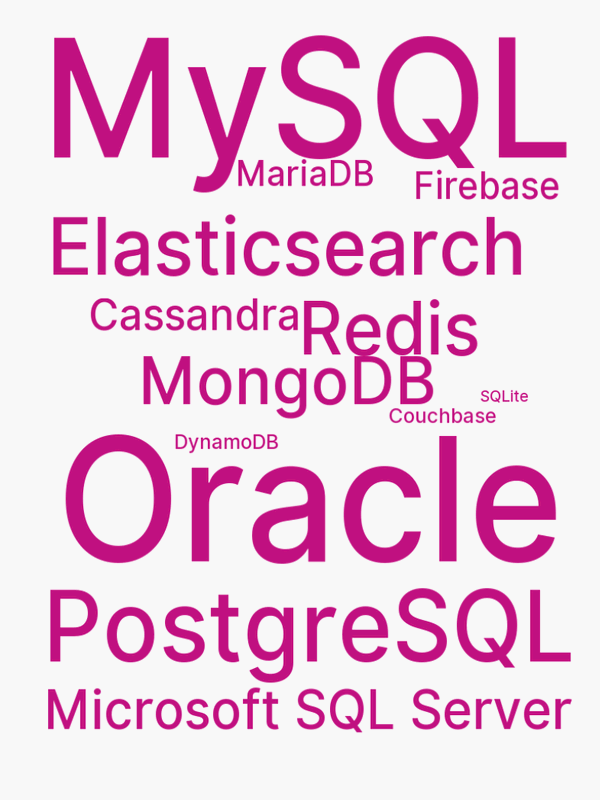 MySQL
MariaDB
Firebase
Elasticsearch
Cassandra
Redis
MongoDB
SQLite
Couchbase
DynamoDB
Oracle
PostgreSQL
Microsoft SQL Server